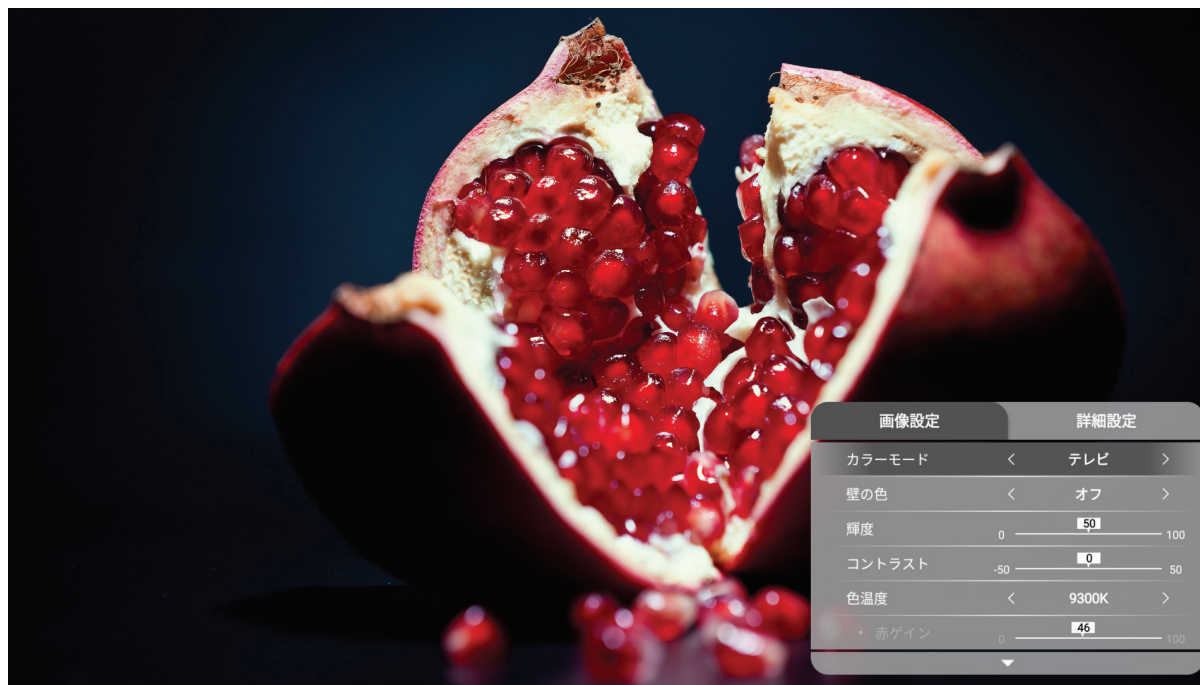 画像設定 詳細設定
カラーモード < テレビ >
壁の色 < オフ >
輝度 0 50 100
コントラスト -50 0 50
色温度 < 9300K >
• 赤ゲイン 0 46 100